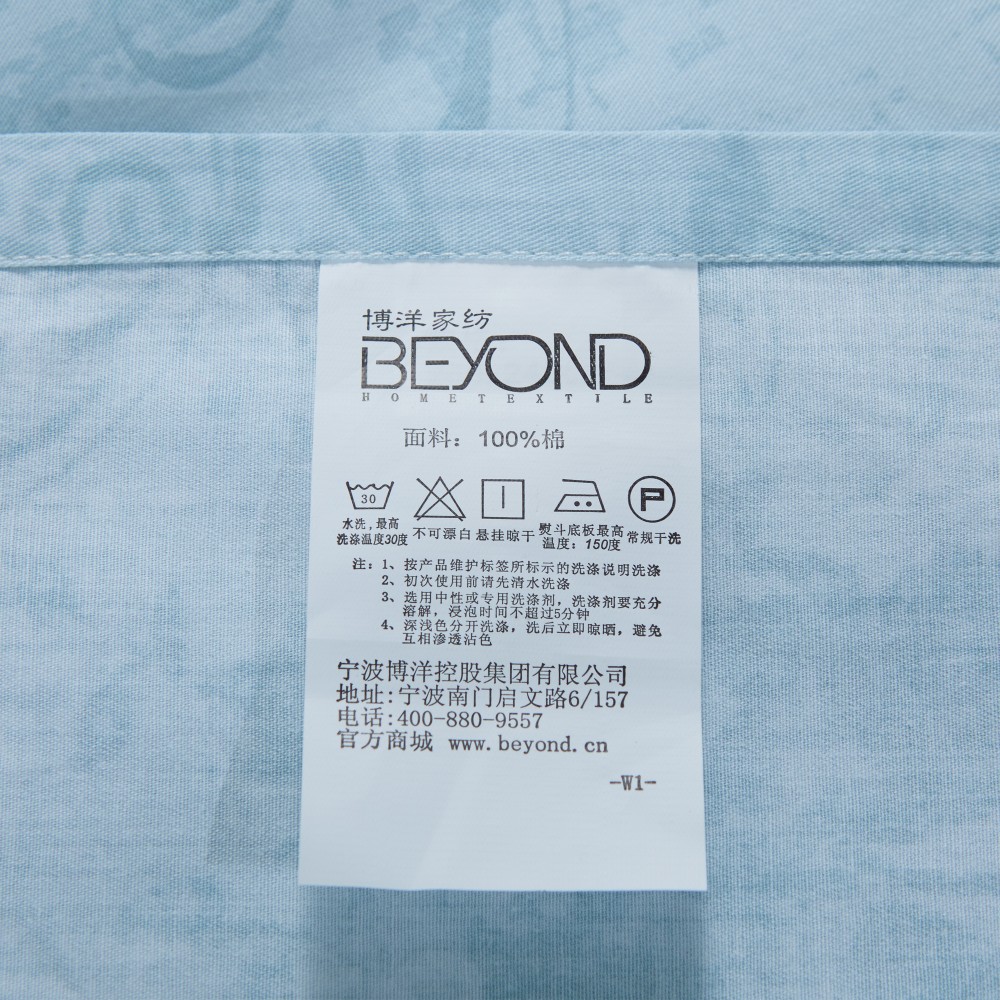 博洋家纺
BEYOND
HOMETEXTILE
面料：100%棉
30
P
水洗，最高
洗涤温度30度
不可漂白
悬挂晾干
熨斗底板最高
温度：150度
常规干洗
注：1、按产品维护标签所标示的洗涤说明洗涤
2、初次使用前请先清水洗涤
3、选用中性或专用洗涤剂，洗涤剂要充分
溶解，浸泡时间不超过5分钟
4、深浅色分开洗涤，洗后立即晾晒，避免
互相渗透沾色
宁波博洋控股集团有限公司
地址:宁波南门启文路6/157
电话:400-880-9557
官方商城 www.beyond.cn
-W1-